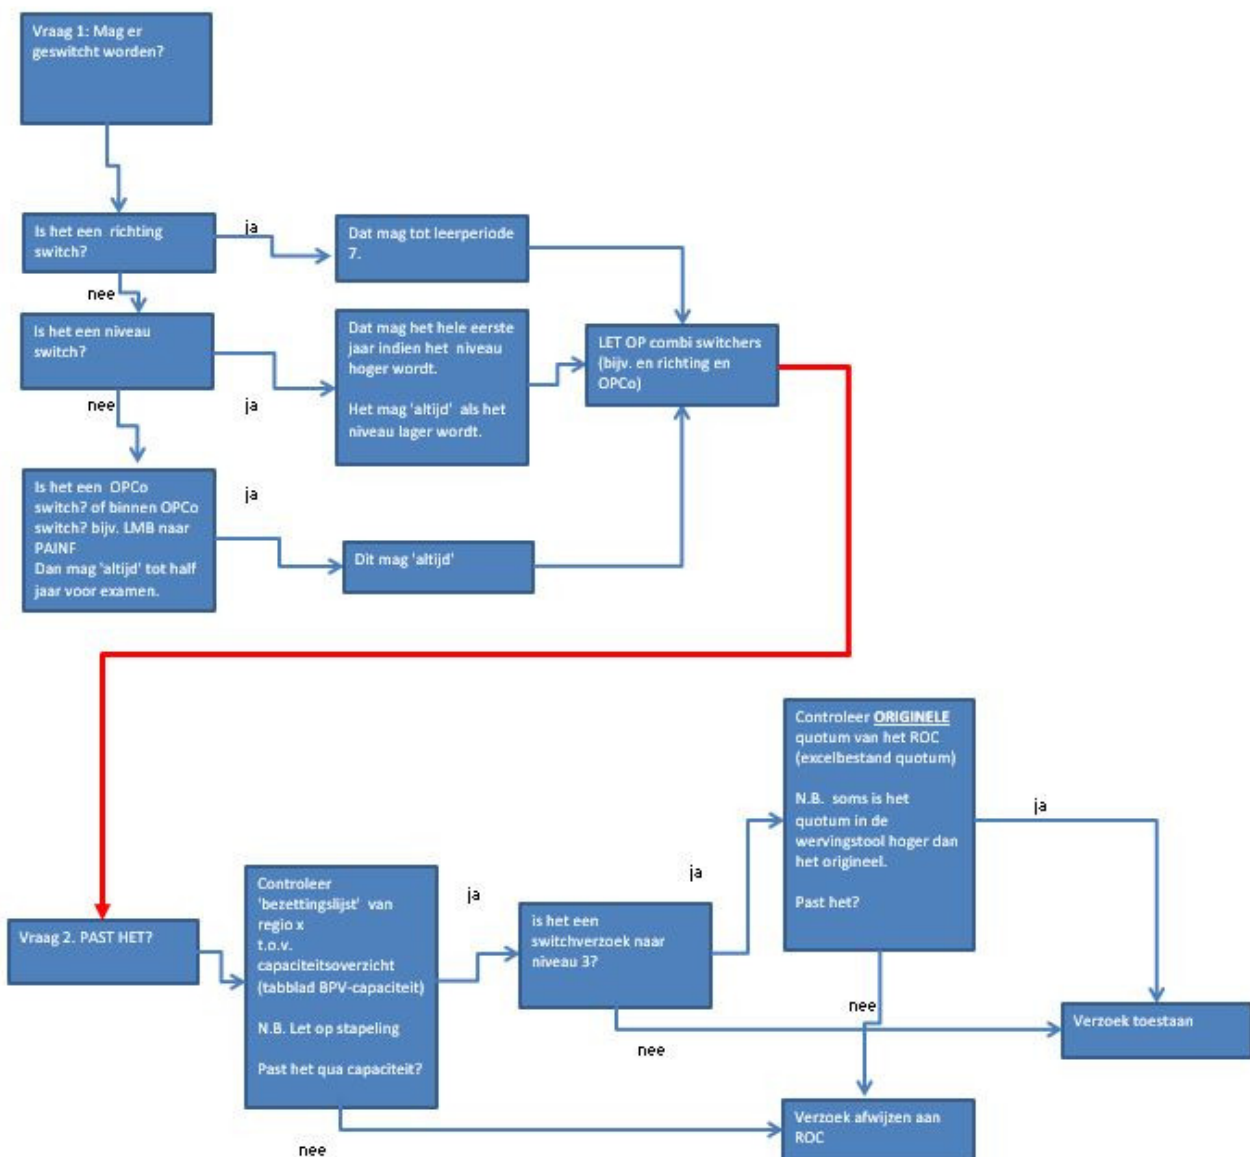 Vraag 1: Mag er
geswitcht worden?
Is het een richting
switch?
ja
Dat mag tot leerperiode
7.
nee
Is het een niveau
switch?
ja
Dat mag het hele eerste
jaar indien het niveau
hoger wordt.
Het mag 'altijd' als het
niveau lager wordt.
LET OP combi switchers
(bijv. en richting en
OPCo)
nee
Is het een OPCo
switch? of binnen OPCo
switch? bijv. LMB naar
PAINF
Dan mag 'altijd' tot half
jaar voor examen.
ja
Dit mag 'altijd'
Vraag 2. PAST HET?
Controleer
'bezettingslijst' van
regio x
t.o.v.
capaciteitsoverzicht
(tabblad BPV-capaciteit)
N.B. Let op stapeling
Past het qua capaciteit?
ja
nee
is het een
switchverzoek naar
niveau 3?
ja
nee
Controleer ORIGINELE
quotum van het ROC
(excelbestand quotum)
N.B. soms is het
quotum in de
wervingstool hoger dan
het origineel.
Past het?
ja
nee
Verzoek toestaan
Verzoek afwijzen aan
ROC